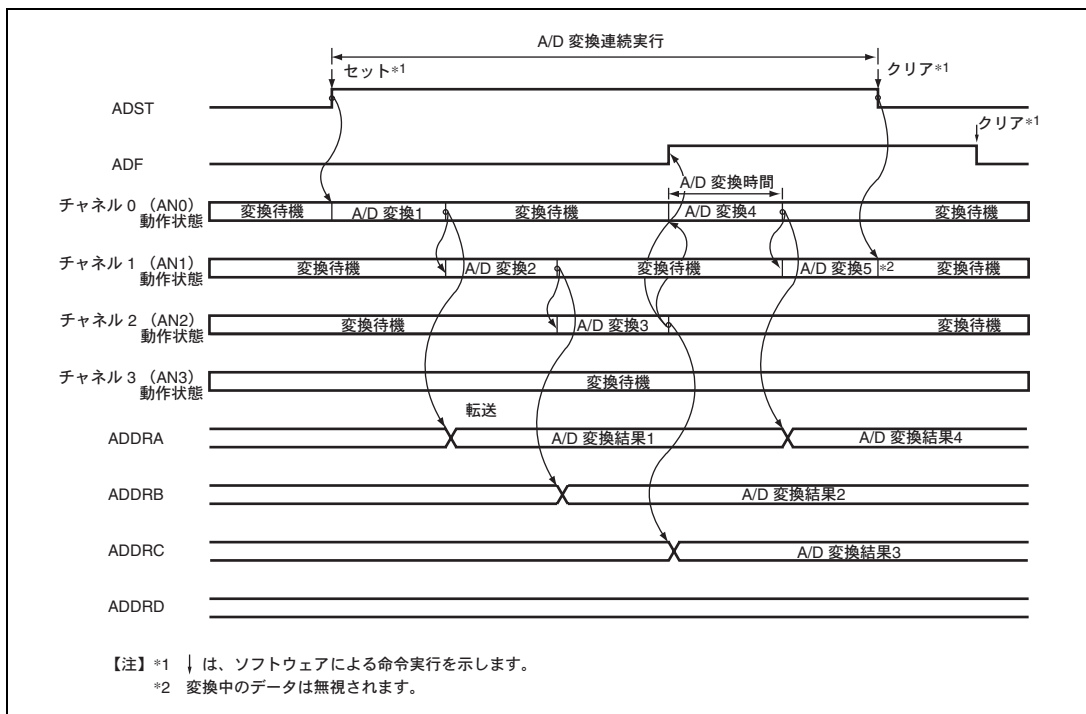 A/D 変換連続実行
セット*1
クリア*1
ADST
クリア*1
ADF
A/D 変換時間
チャネル 0 （AN0）
動作状態
変換待機
A/D 変換1
変換待機
A/D 変換4
変換待機
チャネル 1 （AN1）
動作状態
変換待機
A/D 変換2
変換待機
A/D 変換5
*2
変換待機
チャネル 2 （AN2）
動作状態
変換待機
A/D 変換3
変換待機
チャネル 3 （AN3）
動作状態
変換待機
転送
ADDRA
A/D 変換結果1
A/D 変換結果4
ADDRB
A/D 変換結果2
ADDRC
A/D 変換結果3
ADDRD
【注】*1 ↓ は、ソフトウェアによる命令実行を示します。
*2 変換中のデータは無視されます。